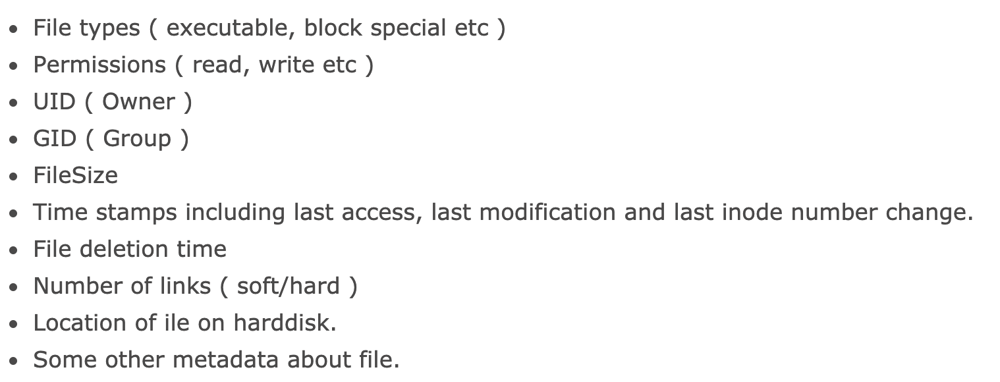 • File types ( executable, block special etc )
• Permissions ( read, write etc )
• UID ( Owner )
• GID ( Group )
• FileSize
• Time stamps including last access, last modification and last inode number change.
• File deletion time
• Number of links ( soft/hard )
• Location of ile on harddisk.
• Some other metadata about file.